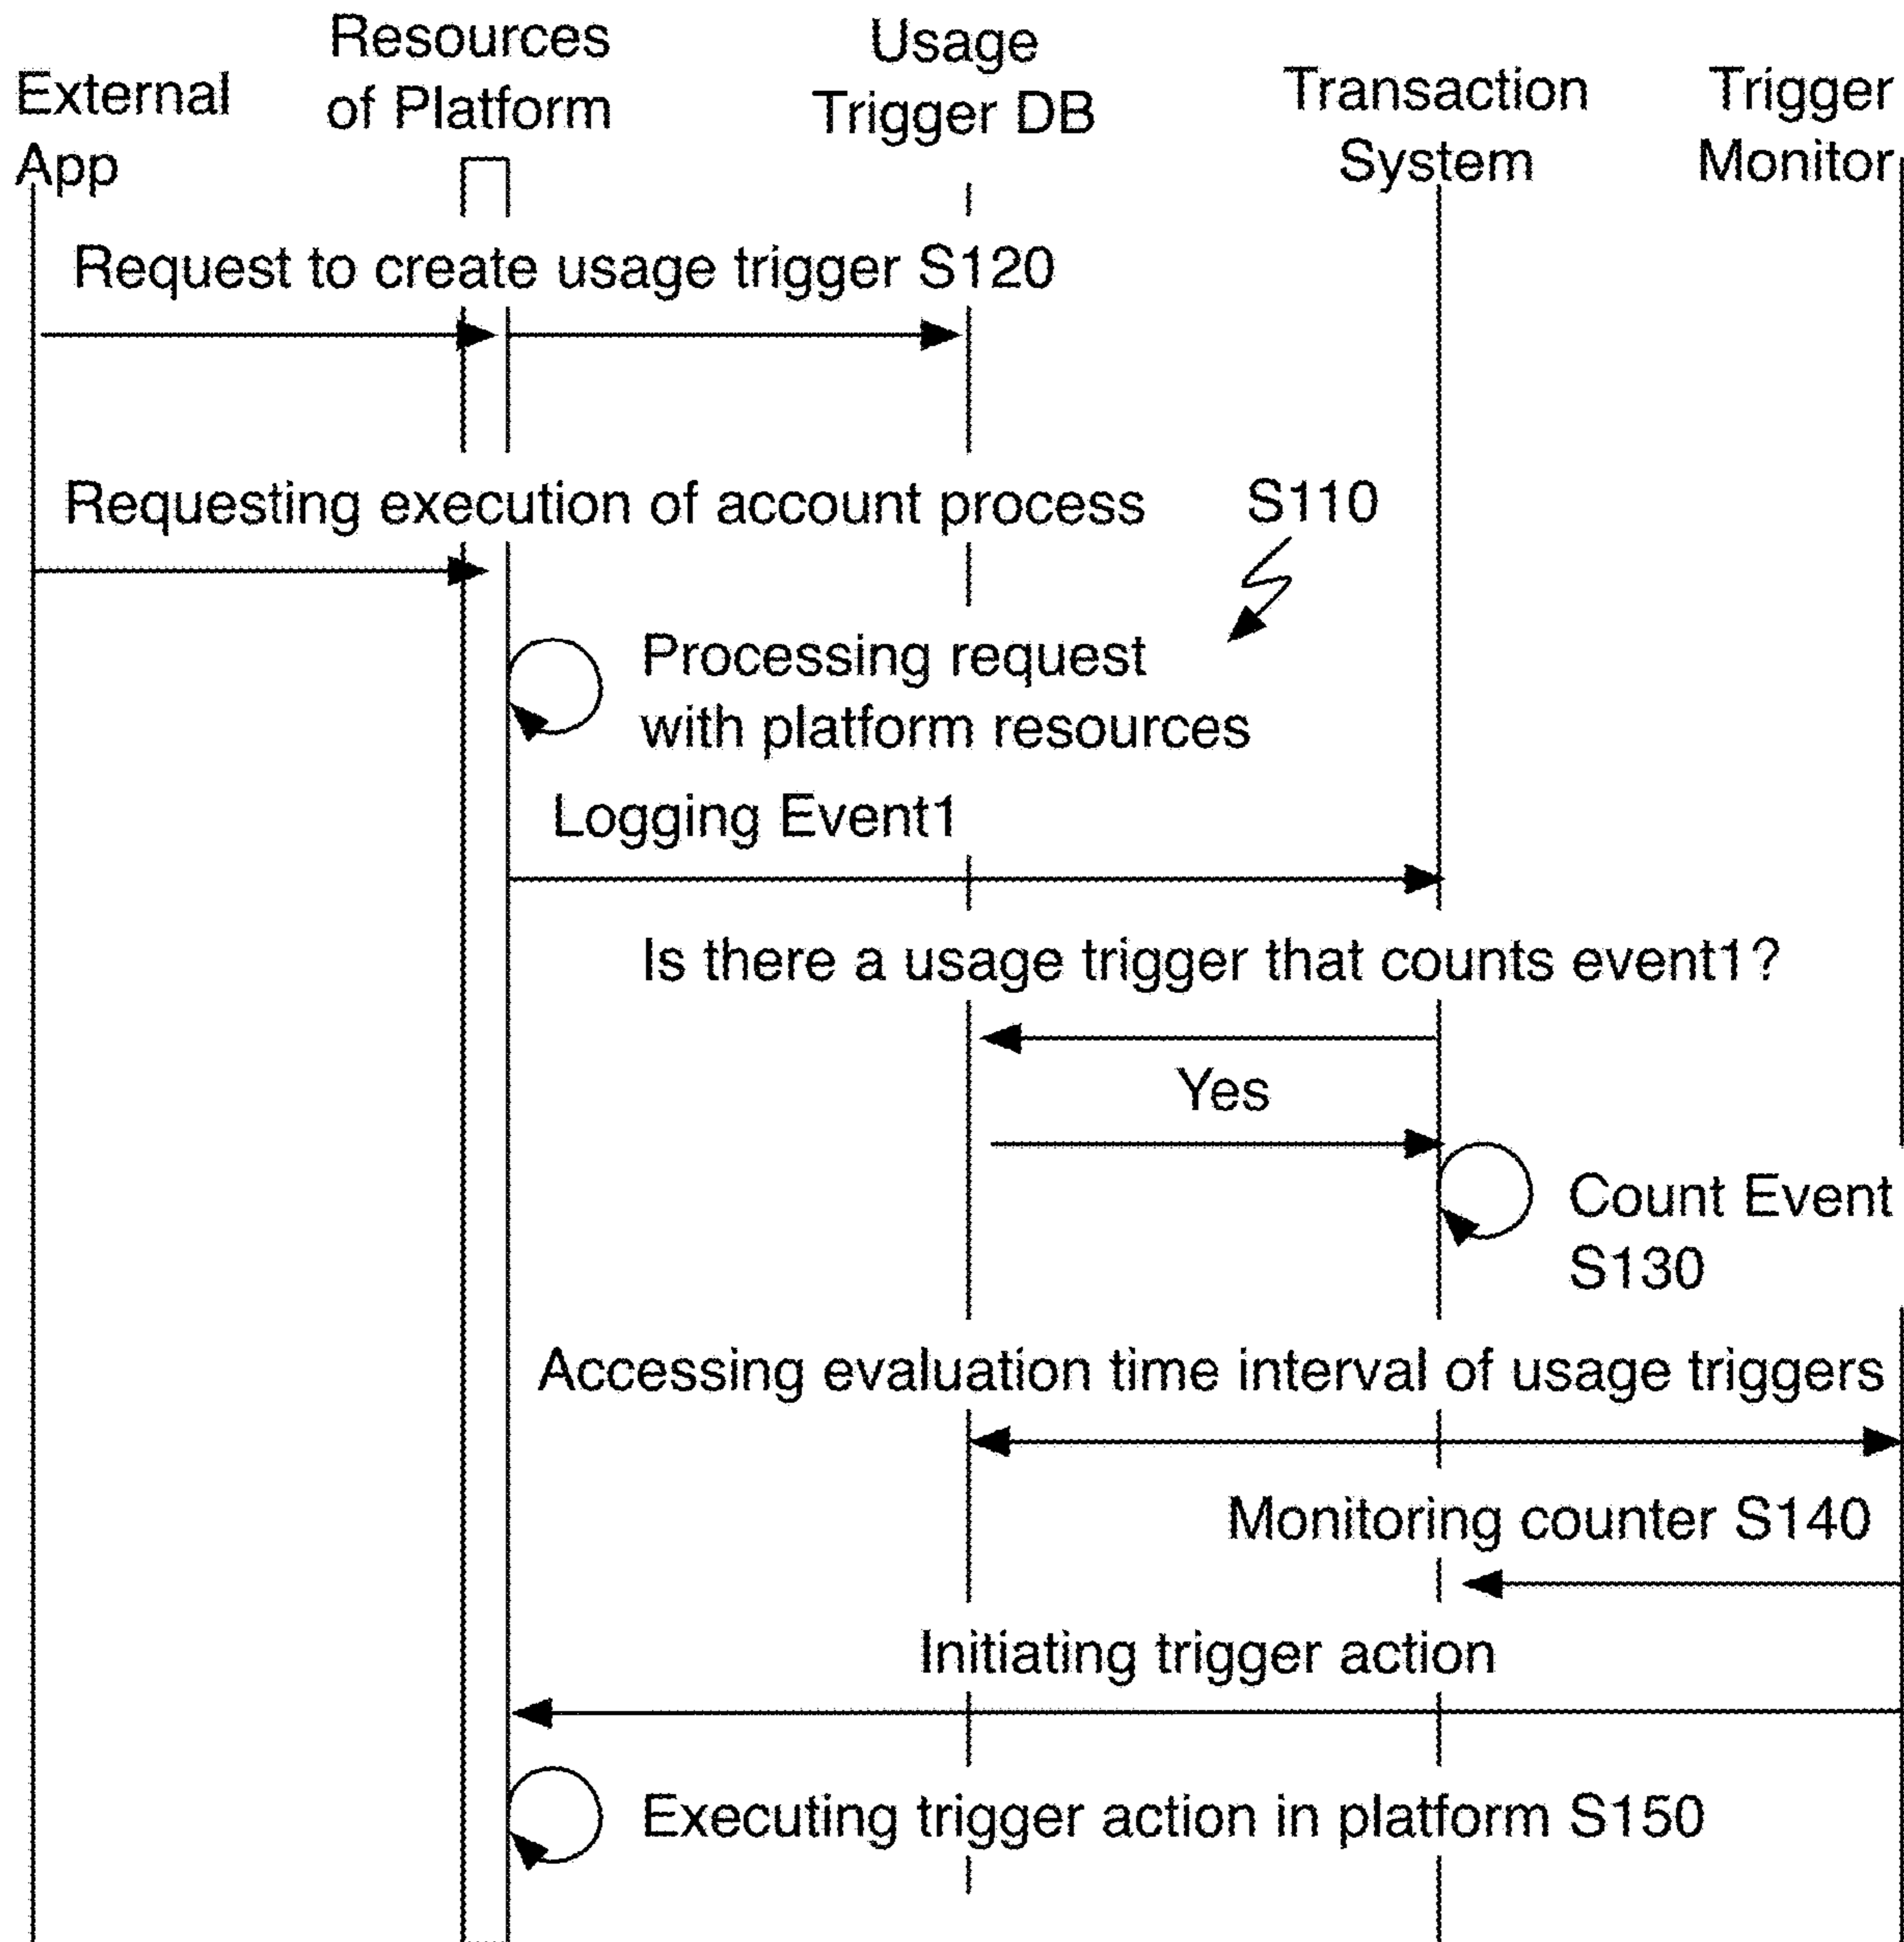 External
App
Resources
of Platform
Usage
Trigger DB
Transaction
System
Trigger
Monitor
Request to create usage trigger S120
Requesting execution of account process
S110
Processing request
with platform resources
Logging Event1
Is there a usage trigger that counts event1?
Yes
Count Event
S130
Accessing evaluation time interval of usage triggers
Monitoring counter S140
Initiating trigger action
Executing trigger action in platform S150